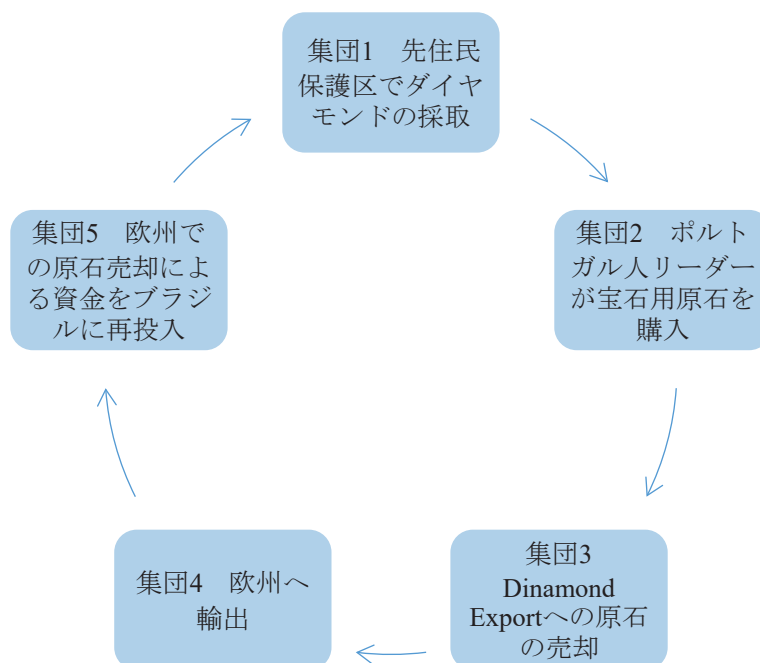 集団1　先住民
保護区でダイヤ
モンドの採取
集団2　ポルト
ガル人リーダー
が宝石用原石を
購入
集団3
Dinamond
Exportへの原石
の売却
集団4　欧州へ
輸出
集団5　欧州で
の原石売却によ
る資金をブラジ
ルに再投入